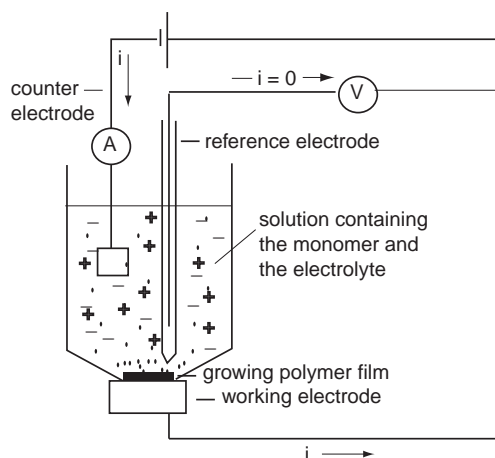 i
i = 0
V
counter
electrode
A
reference electrode
solution containing
the monomer and
the electrolyte
growing polymer film
working electrode
i